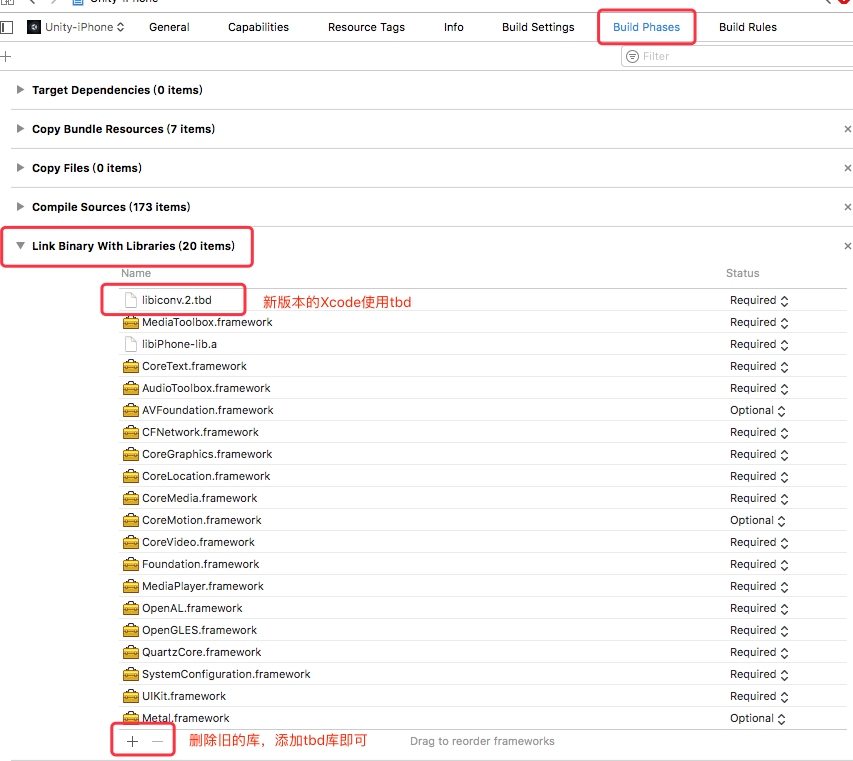 Unity-iPhone
Unity-iPhone General Capabilities Resource Tags Info Build Settings Build Phases Build Rules
Filter
Target Dependencies (0 items)
Copy Bundle Resources (7 items)
Copy Files (0 items)
Compile Sources (173 items)
Link Binary With Libraries (20 items)
Name Status
libiconv.2.tbd 新版本的Xcode使用tbd Required
MediaToolbox.framework Required
libiPhone-lib.a Required
CoreText.framework Required
AudioToolbox.framework Required
AVFoundation.framework Optional
CFNetwork.framework Required
CoreGraphics.framework Required
CoreLocation.framework Required
CoreMedia.framework Required
CoreMotion.framework Optional
CoreVideo.framework Required
Foundation.framework Required
MediaPlayer.framework Required
OpenAL.framework Required
OpenGLES.framework Required
QuartzCore.framework Required
SystemConfiguration.framework Required
UIKit.framework Required
Metal.framework Optional
删除旧的库，添加tbd库即可 Drag to reorder frameworks